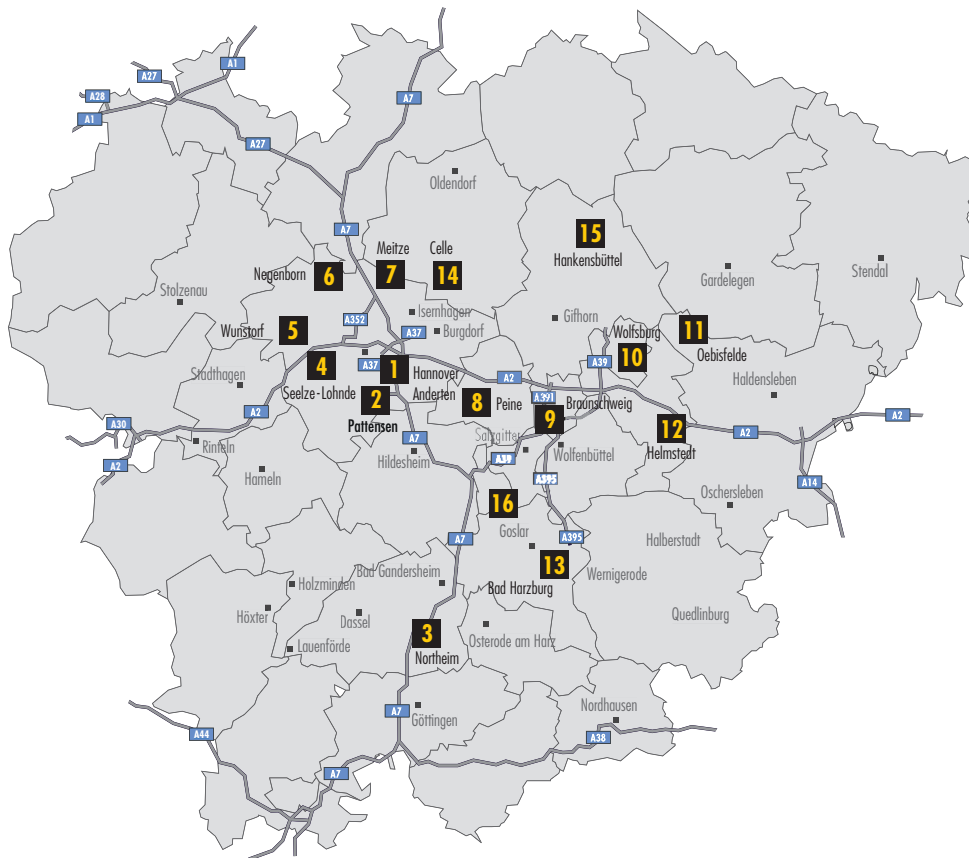 A1
A27
A28
A1
A7
A27
Oldendorf
A7
15
Hankensbüttel
Meitze
Celle
Negenborn
6
7
14
Gardelegen
Stendal
Stolzenau
Isernhagen
Gifhorn
Wunstorf
5
A352
A37
Burgdorf
Wolfsburg
11
Oebisfelde
10
4
A37
1
Hannover
Anderten
A39
Seelze-Lohnde
Stadthagen
A2
Haldensleben
2
Pattensen
8
Peine
A391
9
Braunschweig
A2
A30
Rinteln
A2
A7
Salzgitter
12
Helmstedt
A2
A2
Hildesheim
A39
Wolfenbüttel
Hameln
A395
A14
16
Oschersleben
Goslar
A7
A395
Halberstadt
13
Bad Harzburg
Wernigerode
Bad Gandersheim
Holzminden
Höxter
Dassel
Quedlinburg
3
Northeim
Osterode am Harz
Lauenförde
A7
Göttingen
Nordhausen
A44
A38
A7